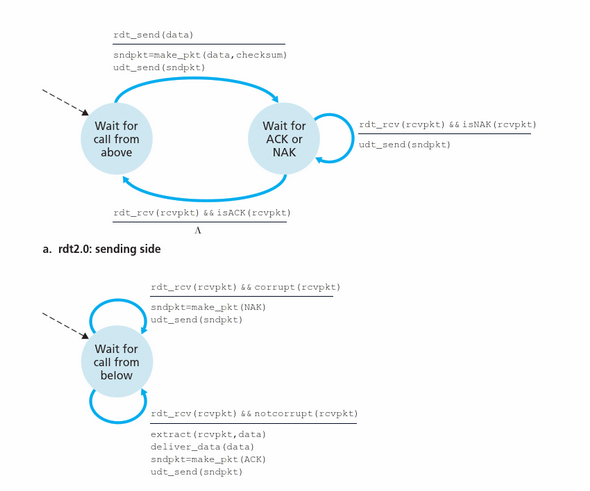 rdt_send(data)
sndpkt=make_pkt(data,checksum)
udt_send(sndpkt)
Wait for
call from
above
Wait for
ACK or
NAK
rdt_rcv(rcvpkt) && isNAK(rcvpkt)
udt_send(sndpkt)
rdt_rcv(rcvpkt) && isACK(rcvpkt)
Λ
a. rdt2.0: sending side
rdt_rcv(rcvpkt) && corrupt(rcvpkt)
sndpkt=make_pkt(NAK)
udt_send(sndpkt)
Wait for
call from
below
rdt_rcv(rcvpkt) && notcorrupt(rcvpkt)
extract(rcvpkt,data)
deliver_data(data)
sndpkt=make_pkt(ACK)
udt_send(sndpkt)